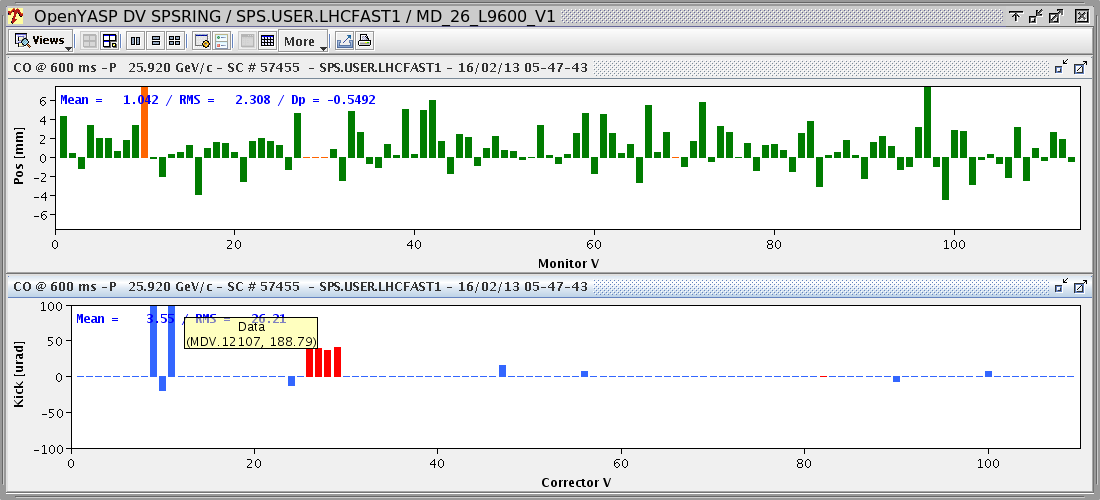 OpenYASP DV SPSRING / SPS.USER.LHCFAST1 / MD_26_L9600_V1
Views More
CO @ 600 ms -P 25.920 GeV/c - SC # 57455 - SPS.USER.LHCFAST1 - 16/02/13 05-47-43
Mean = 1.042 / RMS = 2.308 / Dp = -0.5492
Pos [mm]
6
4
2
0
-2
-4
-6
0 20 40 60 80 100
Monitor V
CO @ 600 ms -P 25.920 GeV/c - SC # 57455 - SPS.USER.LHCFAST1 - 16/02/13 05-47-43
Mean = 3.55 / RMS = 26.21
Data
(MDV.12107, 188.79)
Kick [urad]
100
50
0
-50
-100
0 20 40 60 80 100
Corrector V